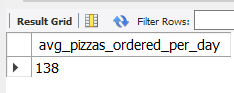 Result Grid Filter Rows:
avg_pizzas_ordered_per_day
138